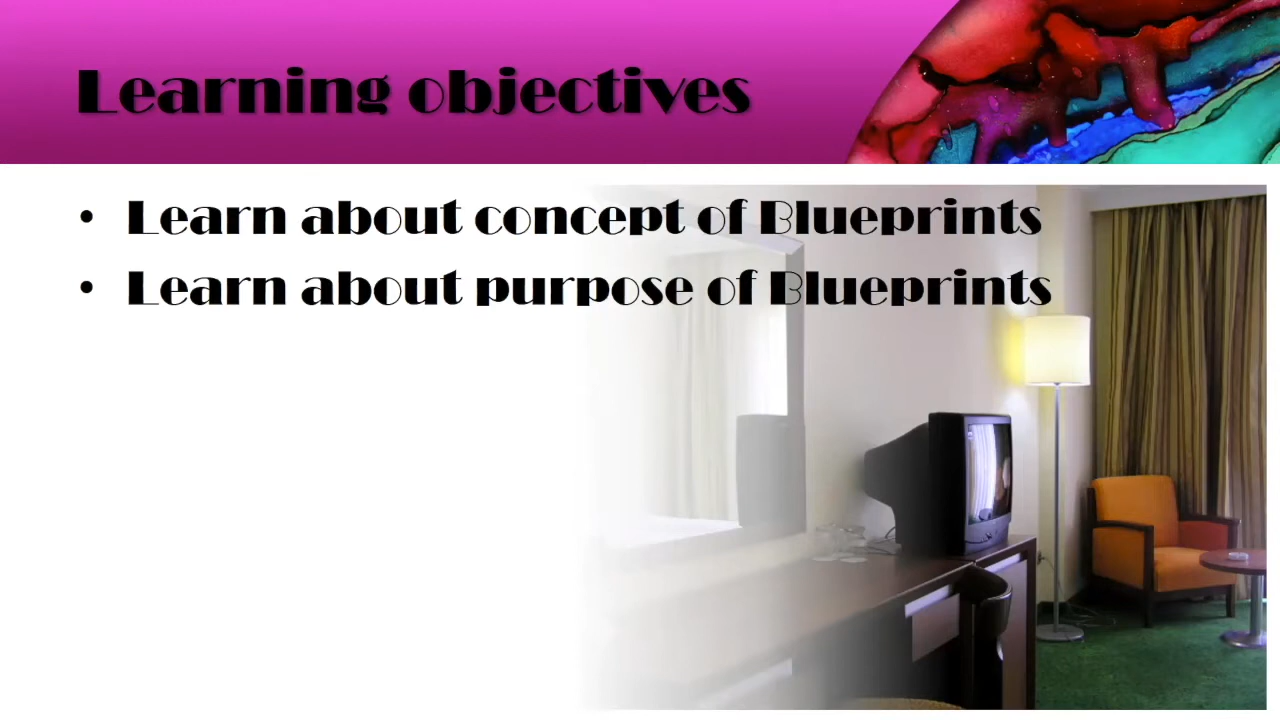 Learning objectives
• Learn about concept of Blueprints
• Learn about purpose of Blueprints